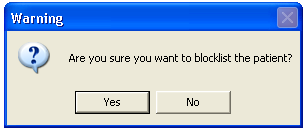 Warning
Are you sure you want to blocklist the patient?
Yes
No